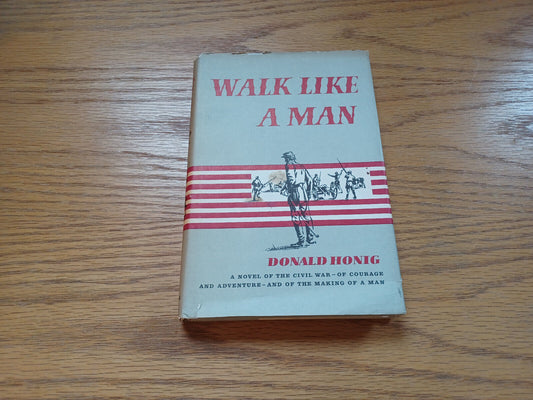 WALK LIKE
A MAN
DONALD HONIG
A NOVEL OF THE CIVIL WAR—OF COURAGE
AND ADVENTURE—AND OF THE MAKING OF A MAN